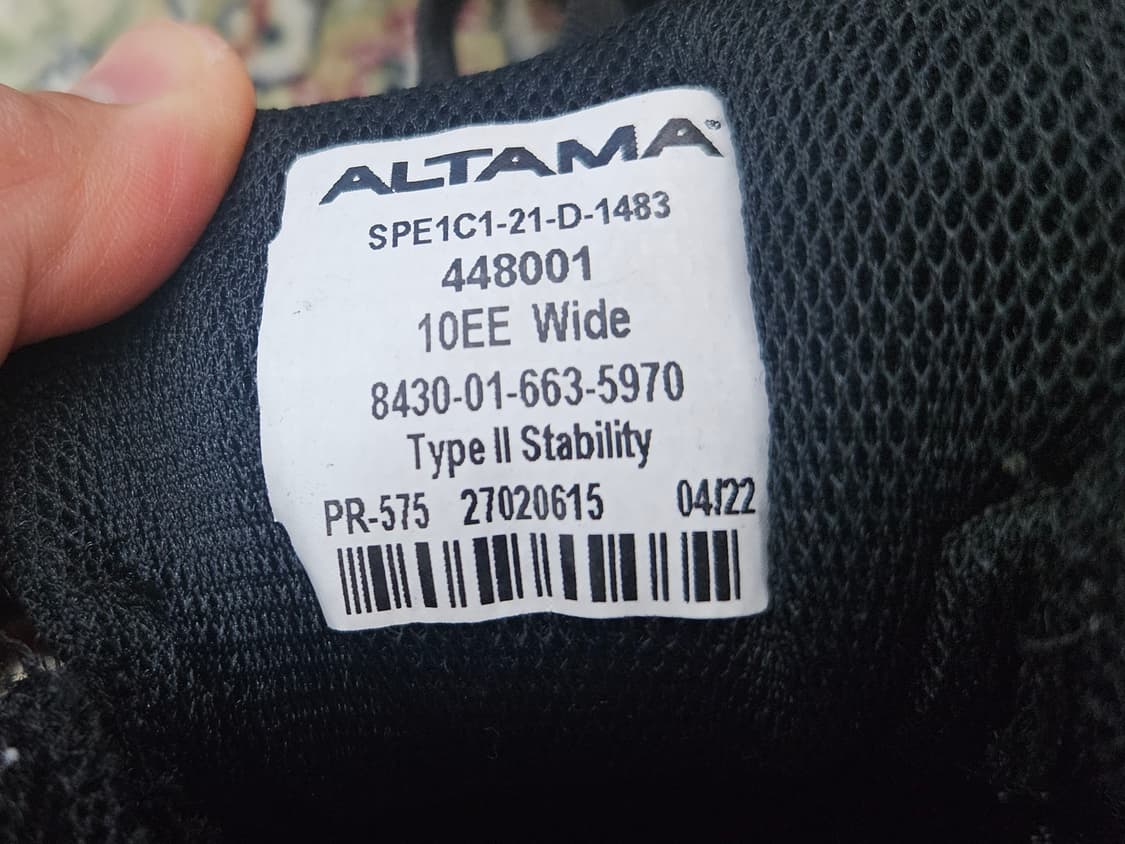 ALTAMA®
SPE1C1-21-D-1483
448001
10EE Wide
8430-01-663-5970
Type II Stability
PR-575 27020615 04/22